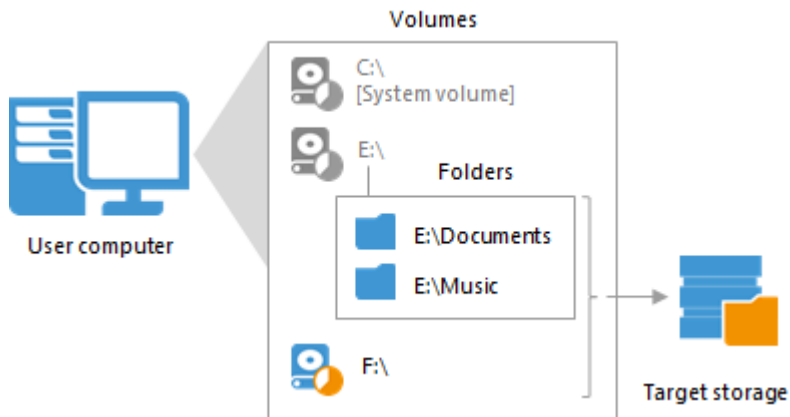 Volumes
C:\
[System volume]
E:\
Folders
E:\Documents
E:\Music
User computer
F:\
Target storage